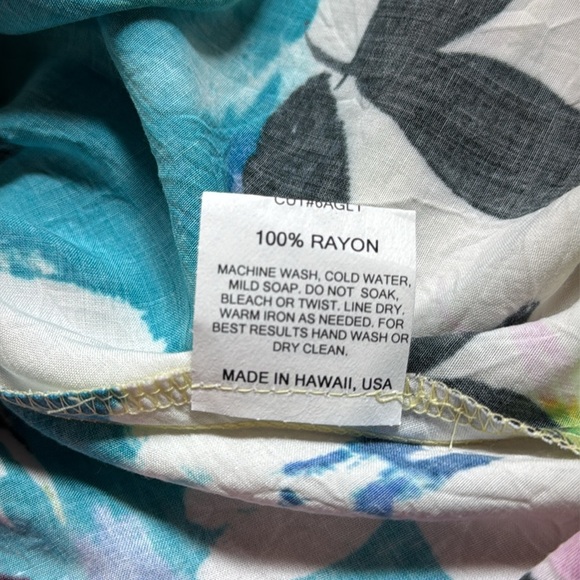 100% RAYON
MACHINE WASH, COLD WATER,
MILD SOAP. DO NOT SOAK,
BLEACH OR TWIST. LINE DRY.
WARM IRON AS NEEDED. FOR
BEST RESULTS HAND WASH OR
DRY CLEAN.
MADE IN HAWAII, USA